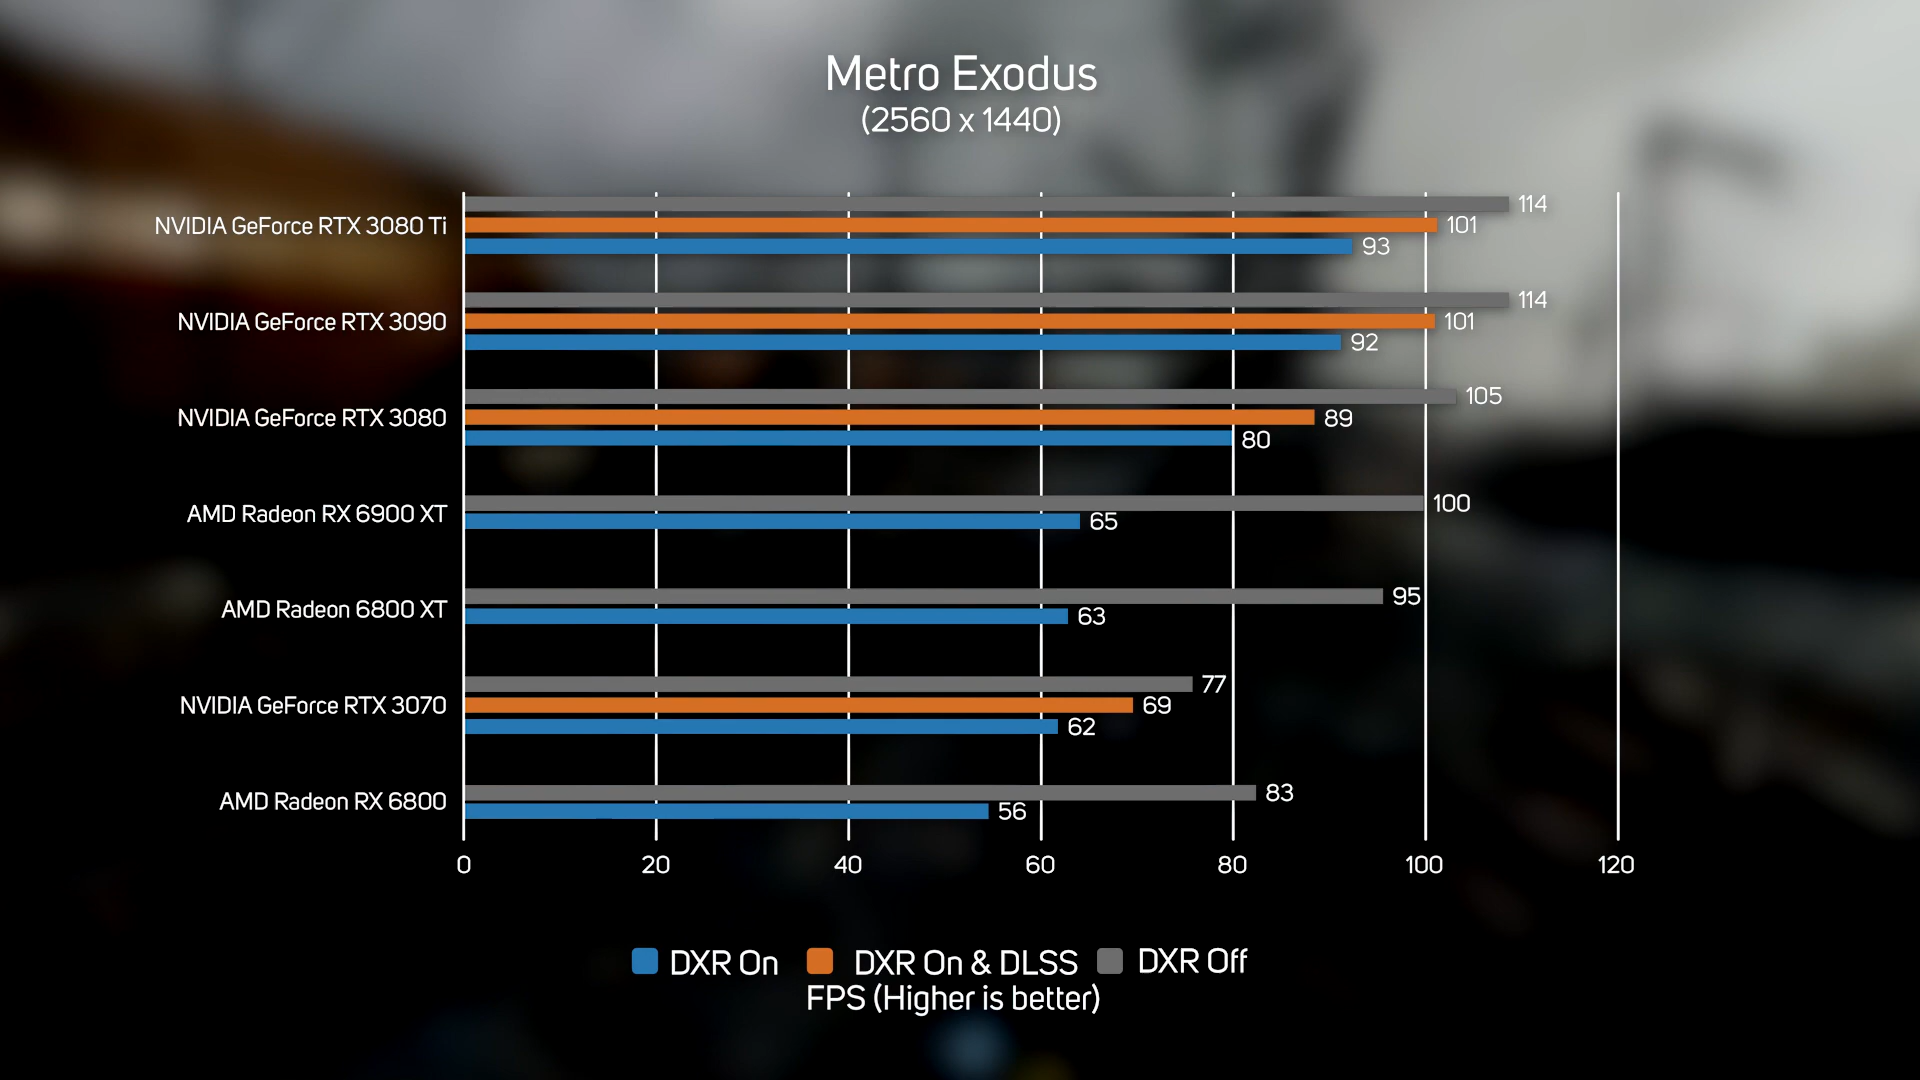 Metro Exodus
(2560 x 1440)
114
NVIDIA GeForce RTX 3080 Ti 101
93
114
NVIDIA GeForce RTX 3090 101
92
105
NVIDIA GeForce RTX 3080 89
80
100
AMD Radeon RX 6900 XT
65
95
AMD Radeon 6800 XT
63
77
NVIDIA GeForce RTX 3070 69
62
83
AMD Radeon RX 6800
56
0 20 40 60 80 100 120
DXR On DXR On & DLSS DXR Off
FPS (Higher is better)